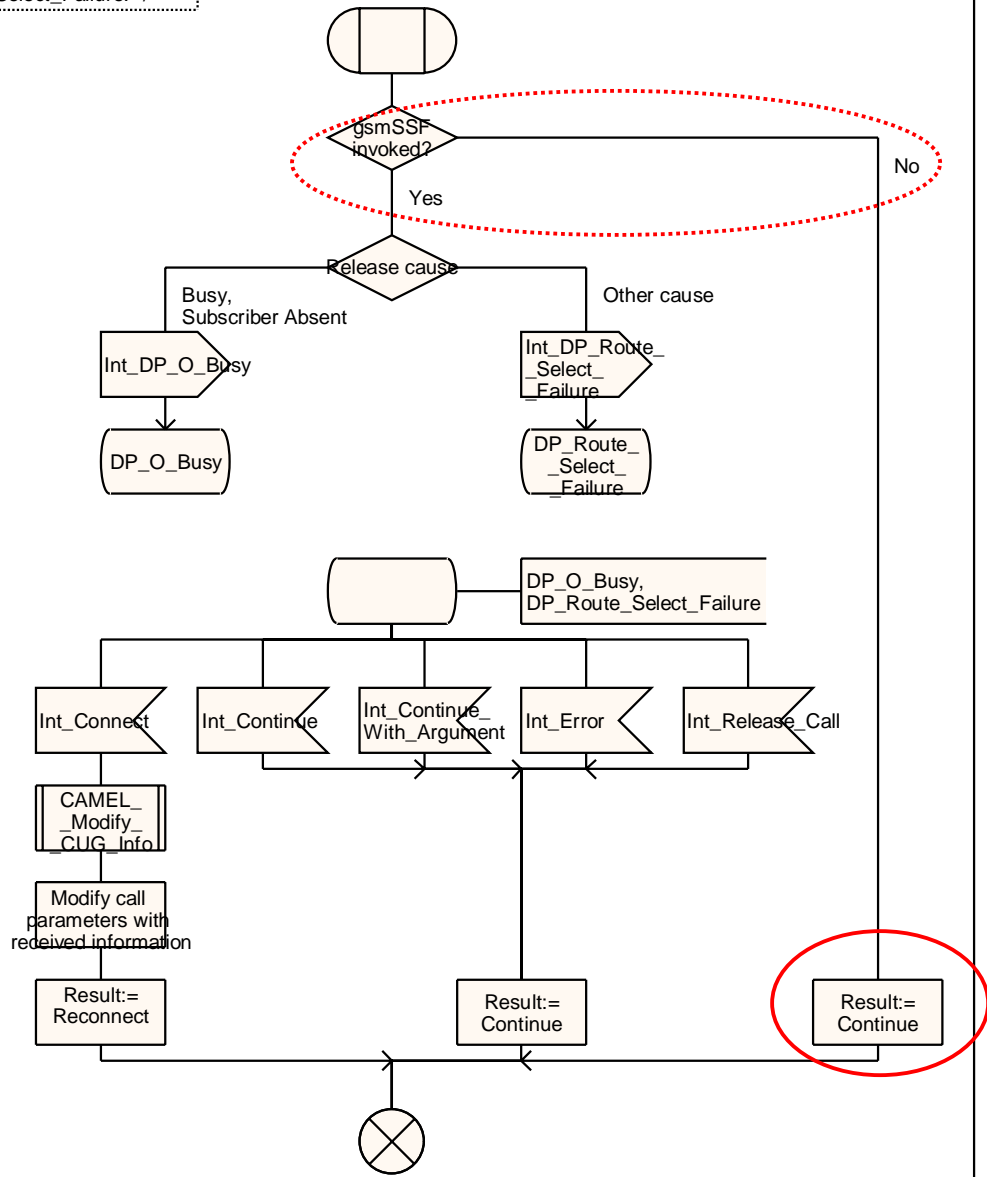 gsmSSF
invoked?
No
Yes
Release cause
Busy,
Subscriber Absent
Other cause
Int_DP_O_Busy
Int_DP_Route_
_Select_
_Failure
DP_O_Busy
DP_Route_
_Select_
_Failure
DP_O_Busy,
DP_Route_Select_Failure
Int_Connect
Int_Continue
Int_Continue_
With_Argument
Int_Error
Int_Release_Call
CAMEL_
_Modify_
_CUG_Info
Modify call
parameters with
received information
Result:=
Reconnect
Result:=
Continue
Result:=
Continue